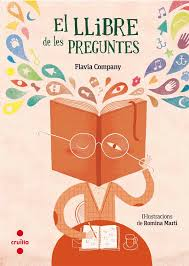 El LLiBRE
de les PREGUNTES
Flavia Company
Il·lustracions
de Romina Martí
cruïlla